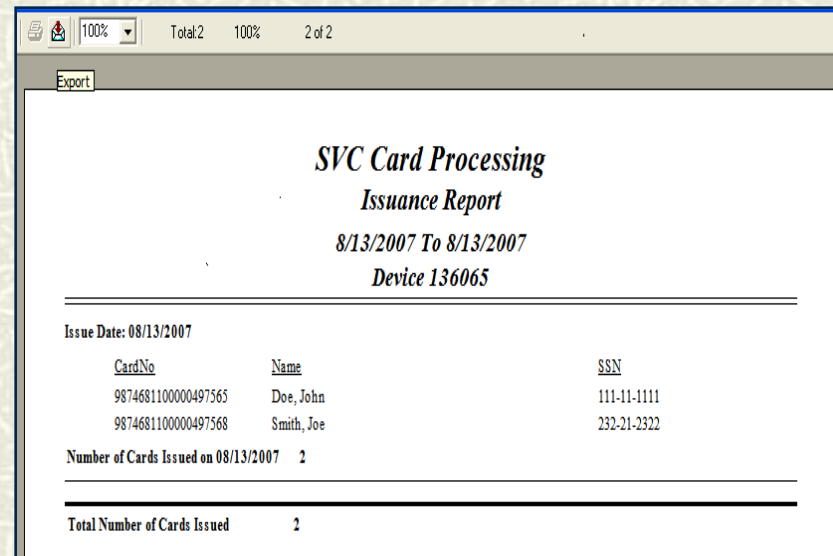 100% Total:2 100% 2 of 2
Export
SVC Card Processing
Issuance Report
8/13/2007 To 8/13/2007
Device 136065
Issue Date: 08/13/2007
CardNo Name SSN
9874681100000497565 Doe, John 111-11-1111
9874681100000497568 Smith, Joe 232-21-2322
Number of Cards Issued on 08/13/2007 2
Total Number of Cards Issued 2